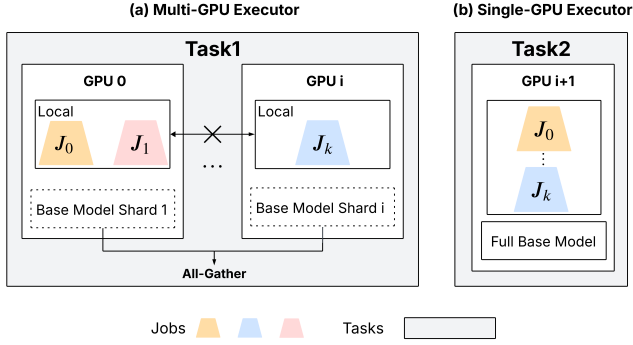 (a) Multi-GPU Executor
(b) Single-GPU Executor
Task1
GPU 0
Local
J0
J1
...
GPU i
Local
Jk
Base Model Shard 1
Base Model Shard i
All-Gather
Task2
GPU i+1
J0
Jk
Full Base Model
Jobs
Tasks